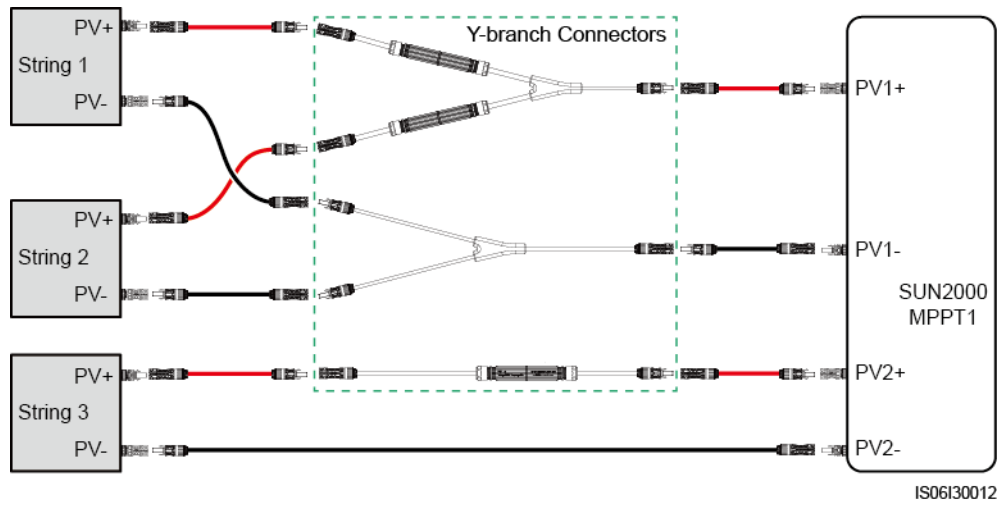 Y-branch Connectors
PV+
String 1
PV-
PV+
String 2
PV-
PV+
String 3
PV-
PV1+
PV1-
SUN2000
MPPT1
PV2+
PV2-
IS06I30012